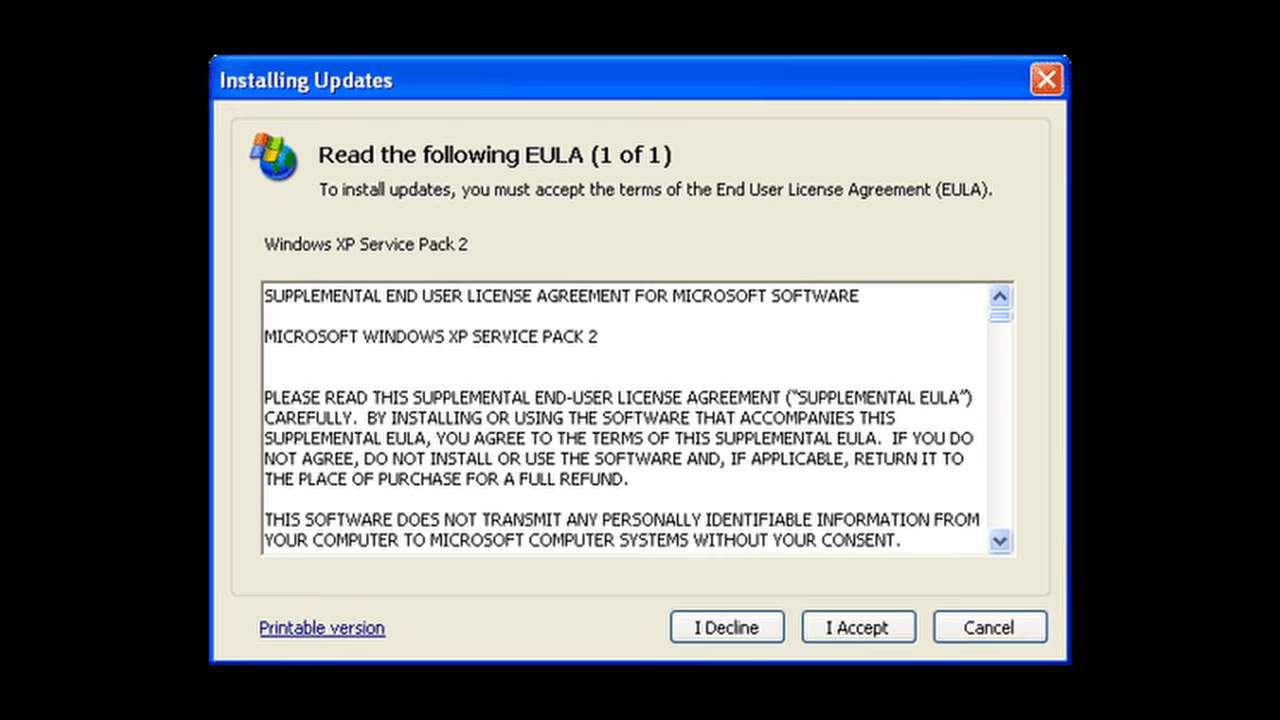 Installing Updates
Read the following EULA (1 of 1)
To install updates, you must accept the terms of the End User License Agreement (EULA).
Windows XP Service Pack 2
SUPPLEMENTAL END USER LICENSE AGREEMENT FOR MICROSOFT SOFTWARE
MICROSOFT WINDOWS XP SERVICE PACK 2
PLEASE READ THIS SUPPLEMENTAL END-USER LICENSE AGREEMENT (“SUPPLEMENTAL EULA”)
CAREFULLY.  BY INSTALLING OR USING THE SOFTWARE THAT ACCOMPANIES THIS
SUPPLEMENTAL EULA, YOU AGREE TO THE TERMS OF THIS SUPPLEMENTAL EULA.  IF YOU DO
NOT AGREE, DO NOT INSTALL OR USE THE SOFTWARE AND, IF APPLICABLE, RETURN IT TO
THE PLACE OF PURCHASE FOR A FULL REFUND.
THIS SOFTWARE DOES NOT TRANSMIT ANY PERSONALLY IDENTIFIABLE INFORMATION FROM
YOUR COMPUTER TO MICROSOFT COMPUTER SYSTEMS WITHOUT YOUR CONSENT.
Printable version
I Decline
I Accept
Cancel